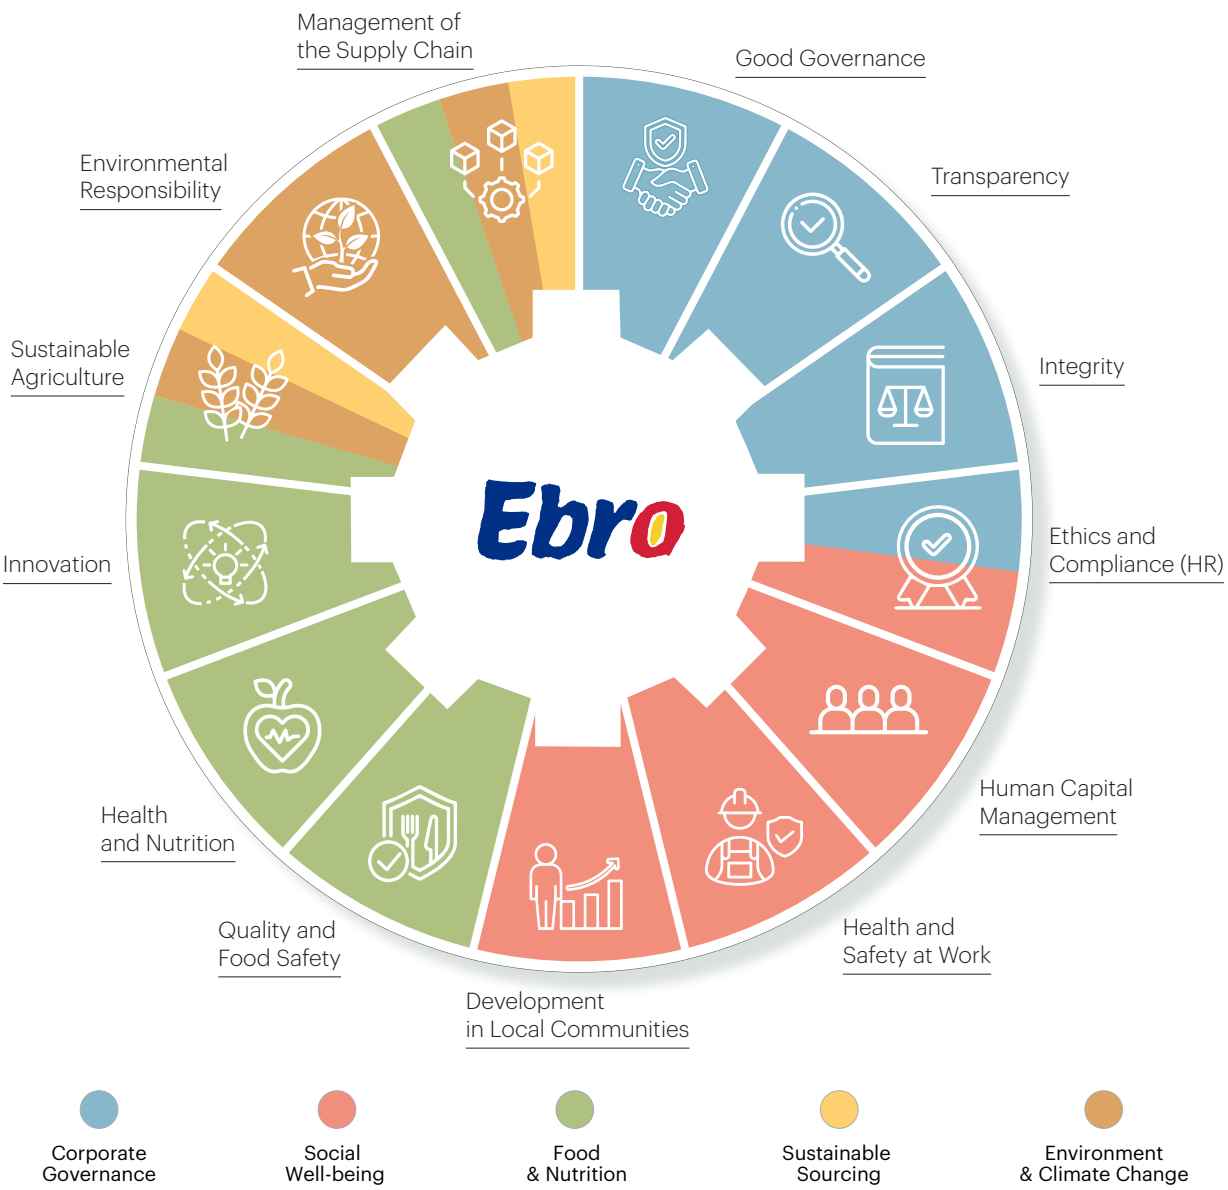 Management of
the Supply Chain
Good Governance
Environmental
Responsibility
Transparency
Sustainable
Agriculture
Integrity
Ebro
Innovation
Ethics and
Compliance (HR)
Health
and Nutrition
Human Capital
Management
Quality and
Food Safety
Health and
Safety at Work
Development
in Local Communities
Corporate
Governance
Social
Well-being
Food
& Nutrition
Sustainable
Sourcing
Environment
& Climate Change